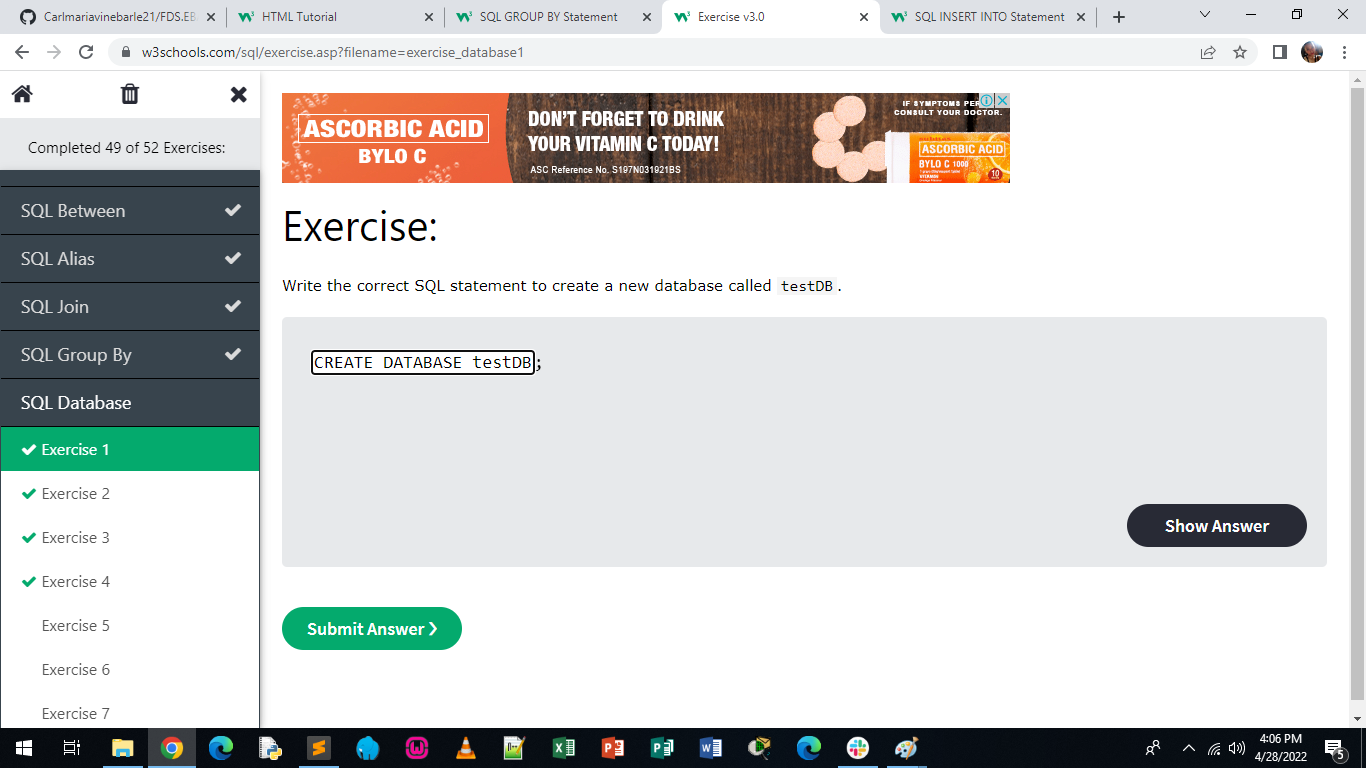 Carlmariavinebarle21/FDS.EB
HTML Tutorial
SQL GROUP BY Statement
Exercise v3.0
SQL INSERT INTO Statement
w3schools.com/sql/exercise.asp?filename=exercise_database1
Completed 49 of 52 Exercises:
SQL Between
SQL Alias
SQL Join
SQL Group By
SQL Database
Exercise 1
Exercise 2
Exercise 3
Exercise 4
Exercise 5
Exercise 6
Exercise 7
ASCORBIC ACID
BYLO C
DON'T FORGET TO DRINK
YOUR VITAMIN C TODAY!
ASC Reference No. S197N031921BS
IF SYMPTOMS PER
CONSULT YOUR DOCTOR.
ASCORBIC ACID
BYLO C 1000
VITAMIN
10
Exercise:
Write the correct SQL statement to create a new database called testDB.
CREATE DATABASE testDB;
Show Answer
Submit Answer ❯
4:06 PM
4/28/2022
5